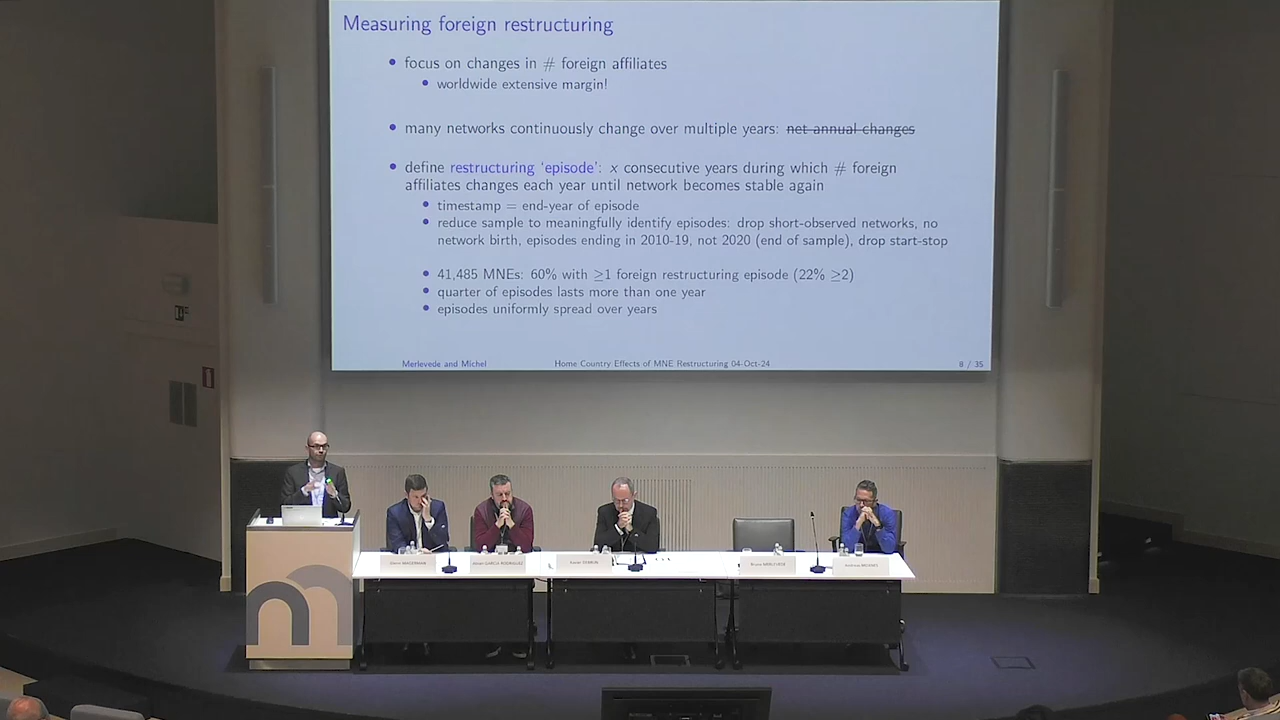 Measuring foreign restructuring
• focus on changes in # foreign affiliates
• worldwide extensive margin!
• many networks continuously change over multiple years: net annual changes
• define restructuring ‘episode’: x consecutive years during which # foreign
affiliates changes each year until network becomes stable again
• timestamp = end-year of episode
• reduce sample to meaningfully identify episodes: drop short-observed networks, no
network birth, episodes ending in 2010-19, not 2020 (end of sample), drop start-stop
• 41,485 MNEs: 60% with ≥1 foreign restructuring episode (22% ≥2)
• quarter of episodes lasts more than one year
• episodes uniformly spread over years
Merlevede and Michel Home Country Effects of MNE Restructuring 04-Oct-24 8 / 35
Bruno MERLEVEDE